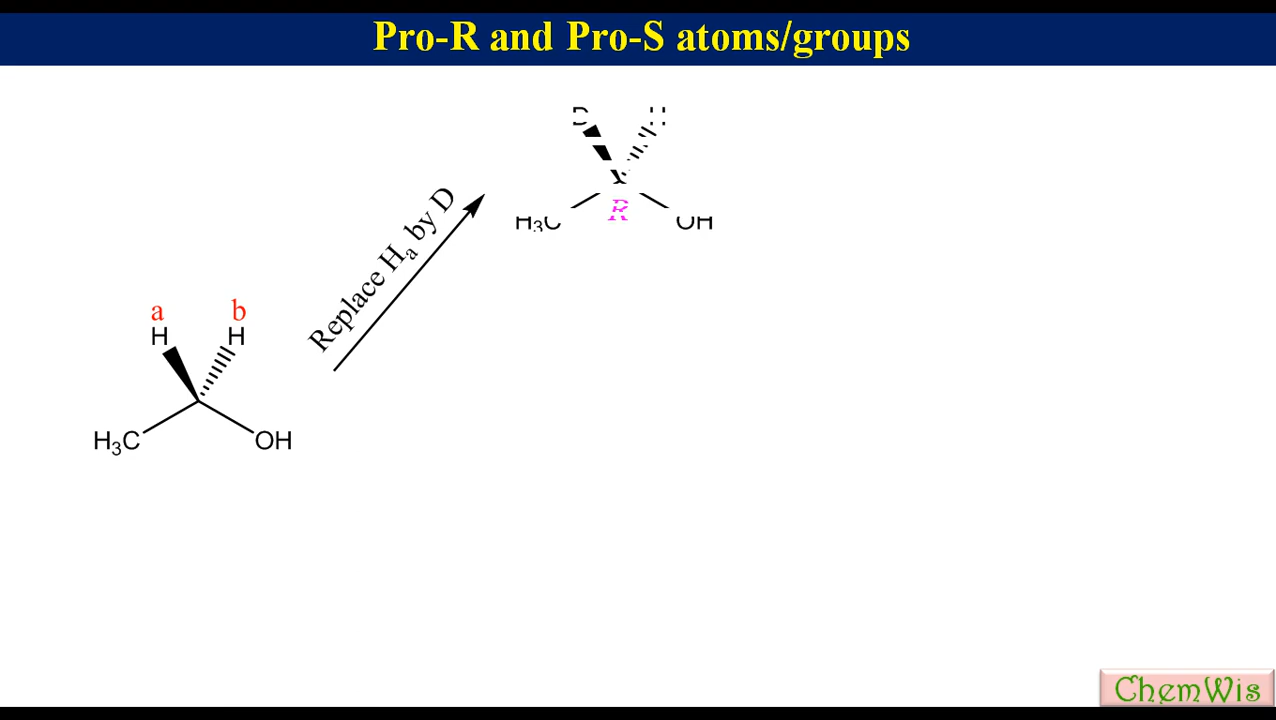 Pro-R and Pro-S atoms/groups
D H
H₃C R OH
Replace Hₐ by D
a b
H H
H₃C OH
ChemWis